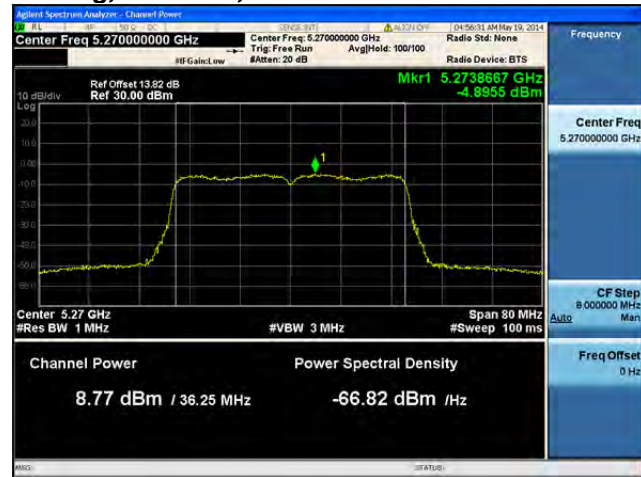 Agilent Spectrum Analyzer - Channel Power
RL RF 50 Ω DC SENSE:INT ALIGN OFF 04:56:31 AM May 19, 2014
Center Freq 5.270000000 GHz
Center Freq: 5.270000000 GHz
Radio Std: None
Trig: Free Run Avg|Hold: 100/100
#IFGain:Low #Atten: 20 dB Radio Device: BTS
Frequency
Ref Offset 13.82 dB
10 dB/div Ref 30.00 dBm
Mkr1 5.2738667 GHz
-4.8955 dBm
Log
20.0
10.0
0.00
-10.0
-20.0
-30.0
-40.0
-50.0
-60.0
1
Center Freq
5.270000000 GHz
Center 5.27 GHz Span 80 MHz
#Res BW 1 MHz #VBW 3 MHz #Sweep 100 ms
CF Step
8.000000 MHz
Auto Man
Channel Power Power Spectral Density
8.77 dBm / 36.25 MHz -66.82 dBm /Hz
Freq Offset
0 Hz
MSG STATUS